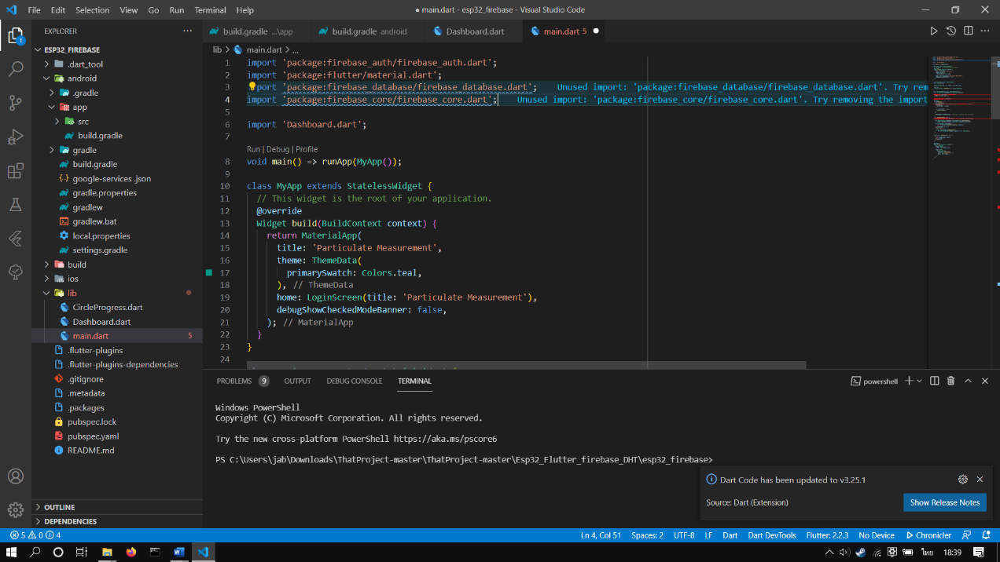 File Edit Selection View Go Run Terminal Help
● main.dart - esp32_firebase - Visual Studio Code
EXPLORER
build.gradle ...\app
build.gradle android
Dashboard.dart
main.dart 5
lib > main.dart > ...
ESP32_FIREBASE
.dart_tool
android
.gradle
app
src
build.gradle
gradle
build.gradle
google-services .json
gradle.properties
gradlew
gradlew.bat
local.properties
settings.gradle
build
ios
lib
CircleProgress.dart
Dashboard.dart
main.dart 5
.flutter-plugins
.flutter-plugins-dependencies
.gitignore
.metadata
.packages
pubspec.lock
pubspec.yaml
README.md
OUTLINE
DEPENDENCIES
1 import 'package:firebase_auth/firebase_auth.dart';
2 import 'package:flutter/material.dart';
3 port 'package:firebase_database/firebase_database.dart'; Unused import: 'package:firebase_database/firebase_database.dart'. Try rem
4 import 'package:firebase_core/firebase_core.dart'; Unused import: 'package:firebase_core/firebase_core.dart'. Try removing the import
5
6 import 'Dashboard.dart';
7
Run | Debug | Profile
8 void main() => runApp(MyApp());
9
10 class MyApp extends StatelessWidget {
11 // This widget is the root of your application.
12 @override
13 Widget build(BuildContext context) {
14 return MaterialApp(
15 title: 'Particulate Measurement',
16 theme: ThemeData(
17 primarySwatch: Colors.teal,
18 ), // ThemeData
19 home: LoginScreen(title: 'Particulate Measurement'),
20 debugShowCheckedModeBanner: false,
21 ); // MaterialApp
22 }
23 }
24
PROBLEMS 9 OUTPUT DEBUG CONSOLE TERMINAL
powershell
Windows PowerShell
Copyright (C) Microsoft Corporation. All rights reserved.
Try the new cross-platform PowerShell https://aka.ms/pscore6
PS C:\Users\jab\Downloads\ThatProject-master\ThatProject-master\Esp32_Flutter_firebase_DHT\esp32_firebase>
Dart Code has been updated to v3.25.1
Source: Dart (Extension)
Show Release Notes
5 0 4
Ln 4, Col 51 Spaces: 2 UTF-8 LF Dart Dart DevTools Flutter: 2.2.3 No Device Chronicler
ไทย 18:39